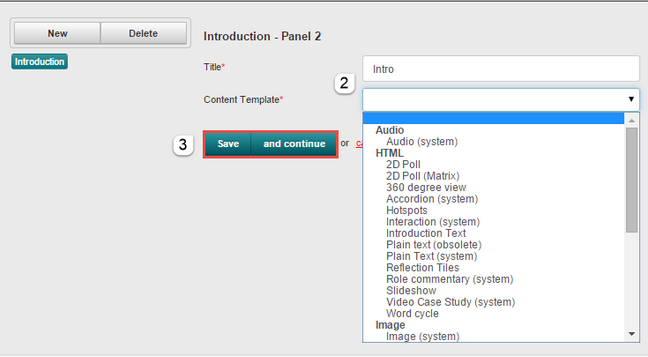 New Delete
Introduction
Introduction - Panel 2
Title* Intro
2
Content Template*
3 Save and continue or
Audio
Audio (system)
HTML
2D Poll
2D Poll (Matrix)
360 degree view
Accordion (system)
Hotspots
Interaction (system)
Introduction Text
Plain text (obsolete)
Plain Text (system)
Reflection Tiles
Role commentary (system)
Slideshow
Video Case Study (system)
Word cycle
Image
Image (system)